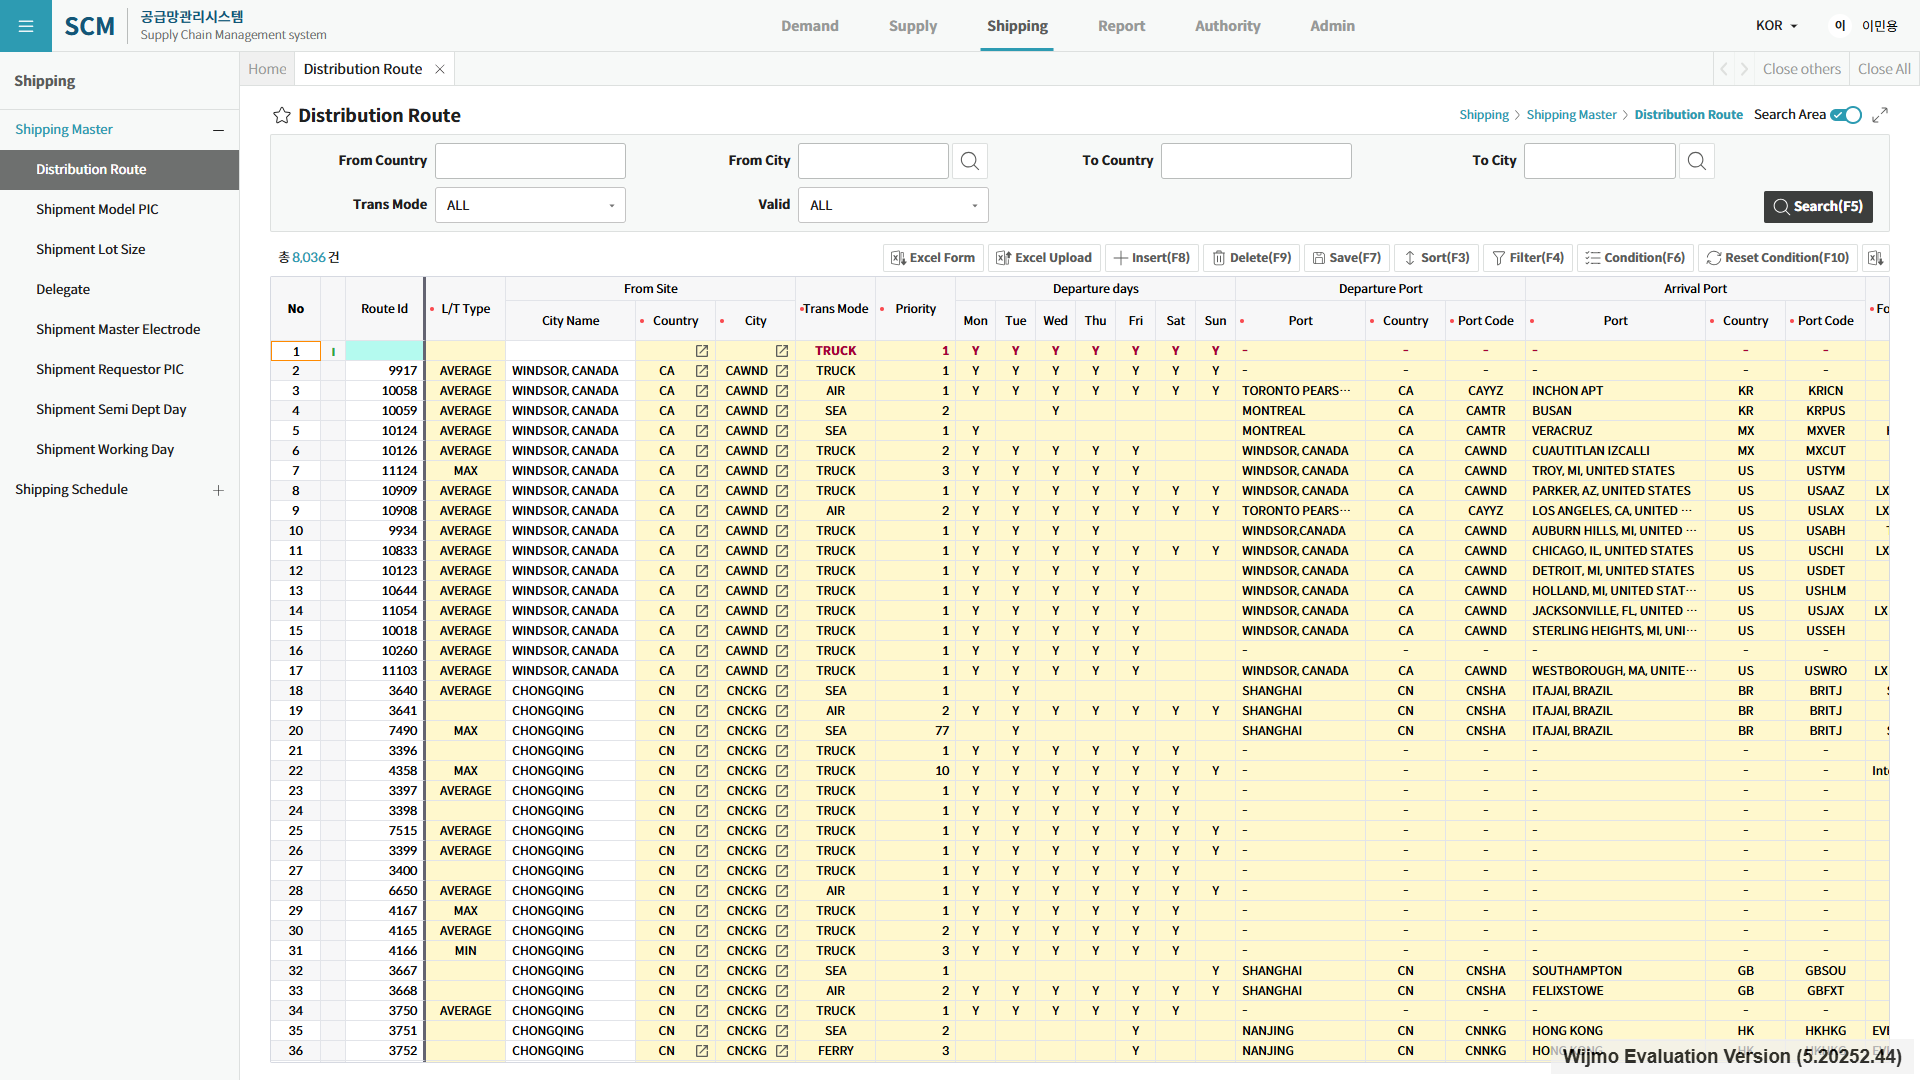 SCM 공급망관리시스템
Supply Chain Management system
Demand Supply Shipping Report Authority Admin
KOR 이 이민용
Shipping
Home Distribution Route Close others Close All
Shipping Master
Distribution Route
Shipment Model PIC
Shipment Lot Size
Delegate
Shipment Master Electrode
Shipment Requestor PIC
Shipment Semi Dept Day
Shipment Working Day
Shipping Schedule
Distribution Route
Shipping > Shipping Master > Distribution Route Search Area
From Country From City To Country To City
Trans Mode ALL Valid ALL Search(F5)
총 8,036 건
Excel Form Excel Upload Insert(F8) Delete(F9) Save(F7) Sort(F3) Filter(F4) Condition(F6) Reset Condition(F10)
No Route Id L/T Type From Site Trans Mode Priority Departure days Departure Port Arrival Port Fo
City Name Country City Mon Tue Wed Thu Fri Sat Sun Port Country Port Code Port Country Port Code
1 I TRUCK 1 Y Y Y Y Y Y Y - - - - - -
2 9917 AVERAGE WINDSOR, CANADA CA CAWND TRUCK 1 Y Y Y Y Y Y Y - - - - - -
3 10058 AVERAGE WINDSOR, CANADA CA CAWND AIR 1 Y Y Y Y Y Y Y TORONTO PEARS··· CA CAYYZ INCHON APT KR KRICN
4 10059 AVERAGE WINDSOR, CANADA CA CAWND SEA 2 Y MONTREAL CA CAMTR BUSAN KR KRPUS
5 10124 AVERAGE WINDSOR, CANADA CA CAWND SEA 1 Y MONTREAL CA CAMTR VERACRUZ MX MXVER
6 10126 AVERAGE WINDSOR, CANADA CA CAWND TRUCK 2 Y Y Y Y Y WINDSOR, CANADA CA CAWND CUAUTITLAN IZCALLI MX MXCUT
7 11124 MAX WINDSOR, CANADA CA CAWND TRUCK 3 Y Y Y Y Y WINDSOR, CANADA CA CAWND TROY, MI, UNITED STATES US USTYM
8 10909 AVERAGE WINDSOR, CANADA CA CAWND TRUCK 1 Y Y Y Y Y Y Y WINDSOR, CANADA CA CAWND PARKER, AZ, UNITED STATES US USAAZ LX
9 10908 AVERAGE WINDSOR, CANADA CA CAWND AIR 2 Y Y Y Y Y Y Y TORONTO PEARS··· CA CAYYZ LOS ANGELES, CA, UNITED ··· US USLAX LX
10 9934 AVERAGE WINDSOR, CANADA CA CAWND TRUCK 1 Y Y Y Y WINDSOR,CANADA CA CAWND AUBURN HILLS, MI, UNITED ··· US USABH
11 10833 AVERAGE WINDSOR, CANADA CA CAWND TRUCK 1 Y Y Y Y Y Y Y WINDSOR, CANADA CA CAWND CHICAGO, IL, UNITED STATES US USCHI LX
12 10123 AVERAGE WINDSOR, CANADA CA CAWND TRUCK 1 Y Y Y Y Y WINDSOR, CANADA CA CAWND DETROIT, MI, UNITED STATES US USDET
13 10644 AVERAGE WINDSOR, CANADA CA CAWND TRUCK 1 Y Y Y Y Y WINDSOR, CANADA CA CAWND HOLLAND, MI, UNITED STAT··· US USHLM
14 11054 AVERAGE WINDSOR, CANADA CA CAWND TRUCK 1 Y Y Y Y Y WINDSOR, CANADA CA CAWND JACKSONVILLE, FL, UNITED ··· US USJAX LX
15 10018 AVERAGE WINDSOR, CANADA CA CAWND TRUCK 1 Y Y Y Y Y WINDSOR, CANADA CA CAWND STERLING HEIGHTS, MI, UNI··· US USSEH
16 10260 AVERAGE WINDSOR, CANADA CA CAWND TRUCK 1 Y Y Y Y Y - - - - - -
17 11103 AVERAGE WINDSOR, CANADA CA CAWND TRUCK 1 Y Y Y Y Y WINDSOR, CANADA CA CAWND WESTBOROUGH, MA, UNITE··· US USWRO LX
18 3640 AVERAGE CHONGQING CN CNCKG SEA 1 Y SHANGHAI CN CNSHA ITAJAI, BRAZIL BR BRITJ
19 3641 CHONGQING CN CNCKG AIR 2 Y Y Y Y Y Y Y SHANGHAI CN CNSHA ITAJAI, BRAZIL BR BRITJ
20 7490 MAX CHONGQING CN CNCKG SEA 77 Y SHANGHAI CN CNSHA ITAJAI, BRAZIL BR BRITJ
21 3396 CHONGQING CN CNCKG TRUCK 1 Y Y Y Y Y Y - - - - - -
22 4358 MAX CHONGQING CN CNCKG TRUCK 10 Y Y Y Y Y Y Y - - - - - - Inte
23 3397 AVERAGE CHONGQING CN CNCKG TRUCK 1 Y Y Y Y Y Y - - - - - -
24 3398 CHONGQING CN CNCKG TRUCK 1 Y Y Y Y Y Y - - - - - -
25 7515 AVERAGE CHONGQING CN CNCKG TRUCK 1 Y Y Y Y Y Y Y - - - - - -
26 3399 AVERAGE CHONGQING CN CNCKG TRUCK 1 Y Y Y Y Y Y Y - - - - - -
27 3400 CHONGQING CN CNCKG TRUCK 1 Y Y Y Y Y Y - - - - - -
28 6650 AVERAGE CHONGQING CN CNCKG AIR 1 Y Y Y Y Y Y Y - - - - - -
29 4167 MAX CHONGQING CN CNCKG TRUCK 1 Y Y Y Y Y Y - - - - - -
30 4165 AVERAGE CHONGQING CN CNCKG TRUCK 2 Y Y Y Y Y Y - - - - - -
31 4166 MIN CHONGQING CN CNCKG TRUCK 3 Y Y Y Y Y Y - - - - - -
32 3667 CHONGQING CN CNCKG SEA 1 Y SHANGHAI CN CNSHA SOUTHAMPTON GB GBSOU
33 3668 CHONGQING CN CNCKG AIR 2 Y Y Y Y Y Y Y SHANGHAI CN CNSHA FELIXSTOWE GB GBFXT
34 3750 AVERAGE CHONGQING CN CNCKG TRUCK 1 Y Y Y Y Y Y - - - - - -
35 3751 CHONGQING CN CNCKG SEA 2 Y NANJING CN CNNKG HONG KONG HK HKHKG EVI
36 3752 CHONGQING CN CNCKG FERRY 3 Y NANJING CN CNNKG HONG KONG HK HKHKG
Wijmo Evaluation Version (5.20252.44)